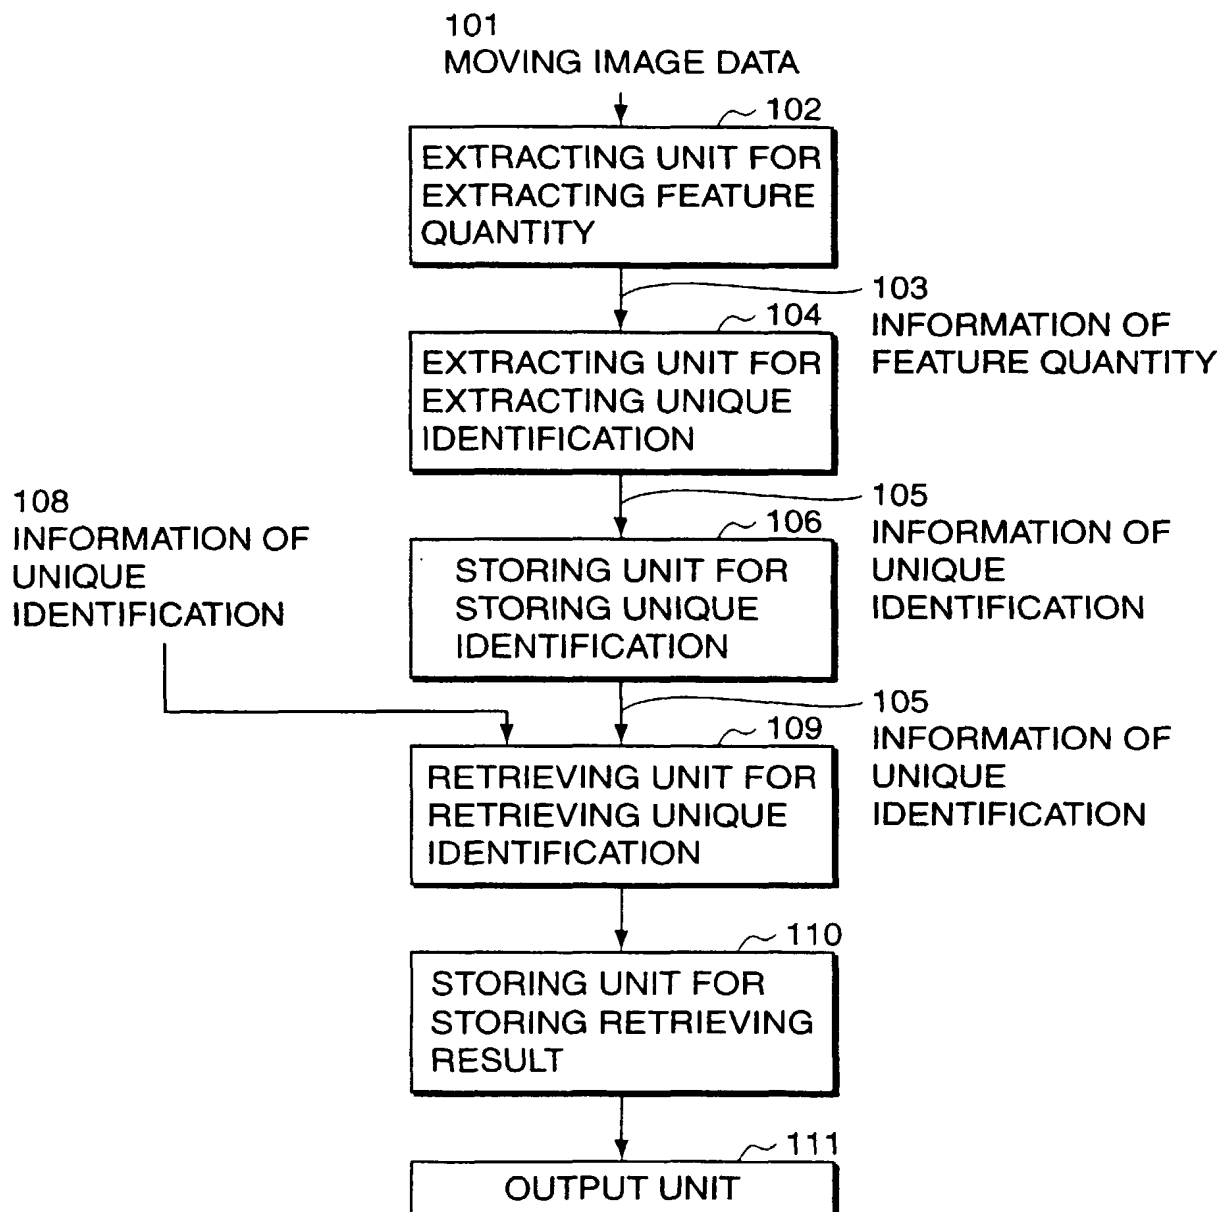 101
MOVING IMAGE DATA
102
EXTRACTING UNIT FOR
EXTRACTING FEATURE
QUANTITY
103
INFORMATION OF
FEATURE QUANTITY
104
EXTRACTING UNIT FOR
EXTRACTING UNIQUE
IDENTIFICATION
105
INFORMATION OF
UNIQUE
IDENTIFICATION
106
STORING UNIT FOR
STORING UNIQUE
IDENTIFICATION
108
INFORMATION OF
UNIQUE
IDENTIFICATION
105
INFORMATION OF
UNIQUE
IDENTIFICATION
109
RETRIEVING UNIT FOR
RETRIEVING UNIQUE
IDENTIFICATION
110
STORING UNIT FOR
STORING RETRIEVING
RESULT
111
OUTPUT UNIT